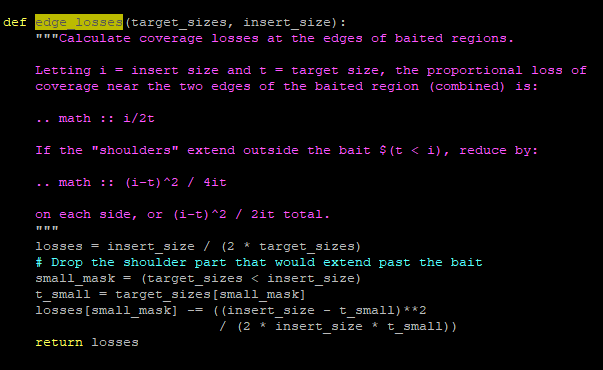 def edge_losses(target_sizes, insert_size):
"""Calculate coverage losses at the edges of baited regions.
Letting i = insert size and t = target size, the proportional loss of
coverage near the two edges of the baited region (combined) is:
.. math :: i/2t
If the "shoulders" extend outside the bait $(t < i), reduce by:
.. math :: (i-t)^2 / 4it
on each side, or (i-t)^2 / 2it total.
"""
losses = insert_size / (2 * target_sizes)
# Drop the shoulder part that would extend past the bait
small_mask = (target_sizes < insert_size)
t_small = target_sizes[small_mask]
losses[small_mask] -= ((insert_size - t_small)**2
/ (2 * insert_size * t_small))
return losses